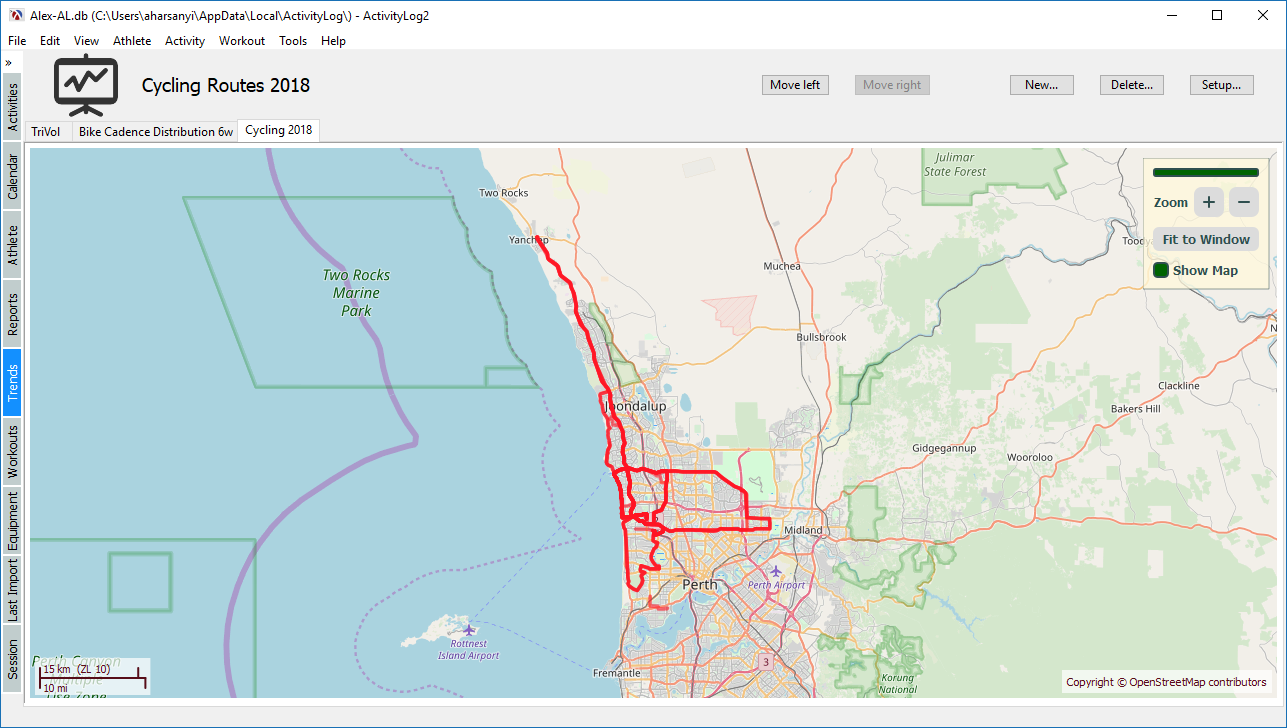 Alex-AL.db (C:\Users\aharsanyi\AppData\Local\ActivityLog\) - ActivityLog2
File Edit View Athlete Activity Workout Tools Help
»
Cycling Routes 2018
Move left
Move right
New...
Delete...
Setup...
TriVol
Bike Cadence Distribution 6w
Cycling 2018
Activities
Calendar
Athlete
Reports
Trends
Workouts
Equipment
Last Import
Session
Julimar
State Forest
Two Rocks
Yanchep
Two Rocks
Marine
Park
Muchea
Bullsbrook
Zoom + −
Fit to Window
Show Map
Joondalup
Clackline
Bakers Hill
Gidgegannup
Wooroloo
Midland
Perth
Perth Airport
Rottnest
Island Airport
3
Fremantle
Korung
National
Perth Canyon
Multiple
Use Zone
15 km (ZL 10)
10 mi
Copyright © OpenStreetMap contributors